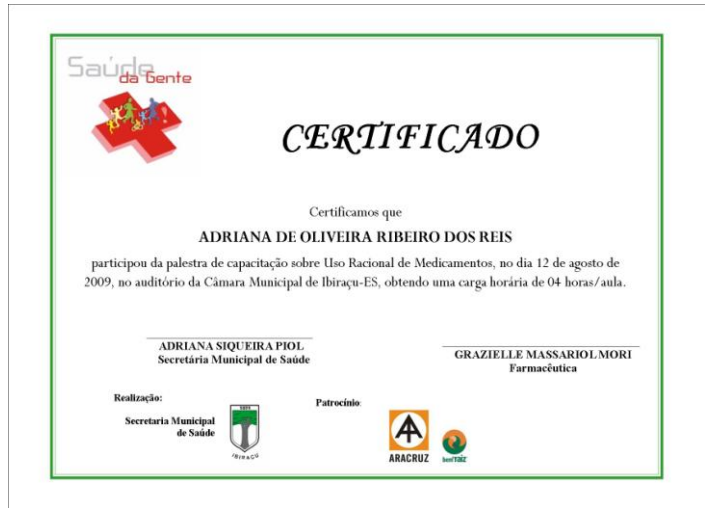 Saúde
da Gente
CERTIFICADO
Certificamos que
ADRIANA DE OLIVEIRA RIBEIRO DOS REIS
participou da palestra de capacitação sobre Uso Racional de Medicamentos, no dia 12 de agosto de
2009, no auditório da Câmara Municipal de Ibiraçu-ES, obtendo uma carga horária de 04 horas/aula.
ADRIANA SIQUEIRA PIOL
Secretária Municipal de Saúde
GRAZIELLE MASSARIOL MORI
Farmacêutica
Realização:
Secretaria Municipal
de Saúde
IBIRAÇU
Patrocínio:
ARACRUZ